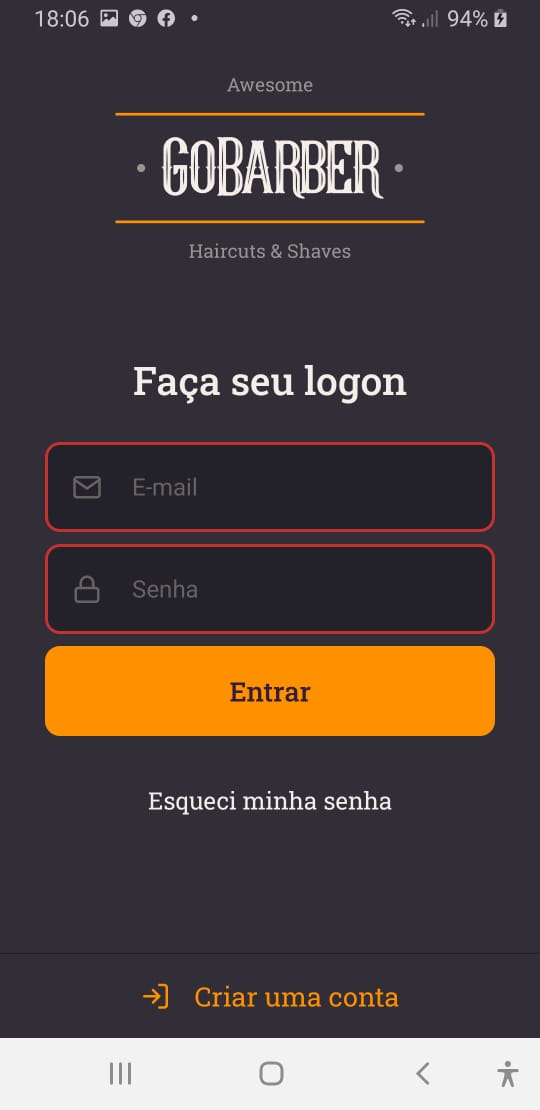 18:06
94%
Awesome
GOBARBER
Haircuts & Shaves
Faça seu logon
E-mail
Senha
Entrar
Esqueci minha senha
Criar uma conta